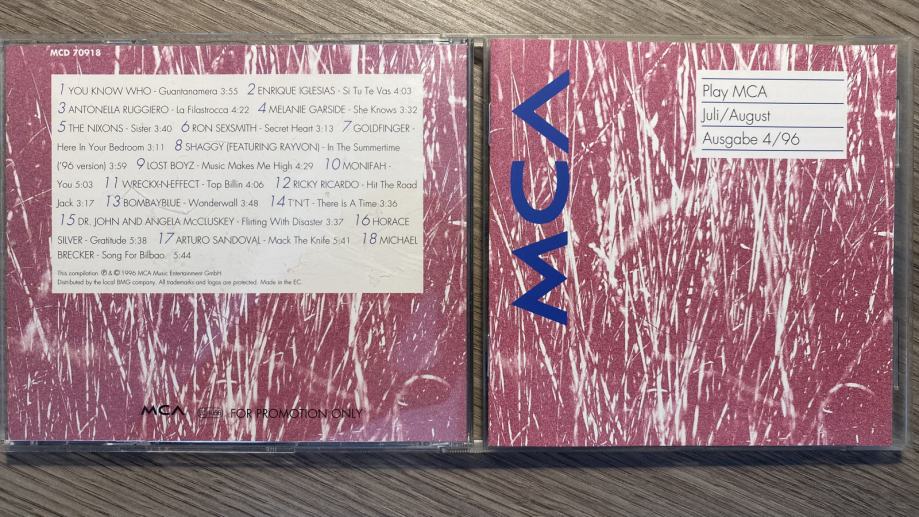 MCD 70918
1 YOU KNOW WHO - Guantanamera 3:55 2 ENRIQUE IGLESIAS - Si Tu Te Vas 4:03
3 ANTONELLA RUGGIERO - La Filastrocca 4:22 4 MELANIE GARSIDE - She Knows 3:32
5 THE NIXONS - Sister 3:40 6 RON SEXSMITH - Secret Heart 3:13 7 GOLDFINGER -
Here In Your Bedroom 3:11 8 SHAGGY (FEATURING RAYVON) - In The Summertime
('96 version) 3:59 9 LOST BOYZ - Music Makes Me High 4:29 10 MONIFAH -
You 5:03 11 WRECKX-N-EFFECT - Top Billin 4:06 12 RICKY RICARDO - Hit The Road
Jack 3:17 13 BOMBAYBLUE - Wonderwall 3:48 14 T'N'T - There Is A Time 3:36
15 DR. JOHN AND ANGELA McCLUSKEY - Flirting With Disaster 3:37 16 HORACE
SILVER - Gratitude 5:38 17 ARTURO SANDOVAL - Mack The Knife 5:41 18 MICHAEL
BRECKER - Song For Bilbao. 5:44
This compilation ℗ & © 1996 MCA Music Entertainment GmbH
Distributed by the local BMG company. All trademarks and logos are protected. Made in the EC.
MCA FOR PROMOTION ONLY
MCA
Play MCA
Juli/August
Ausgabe 4/96